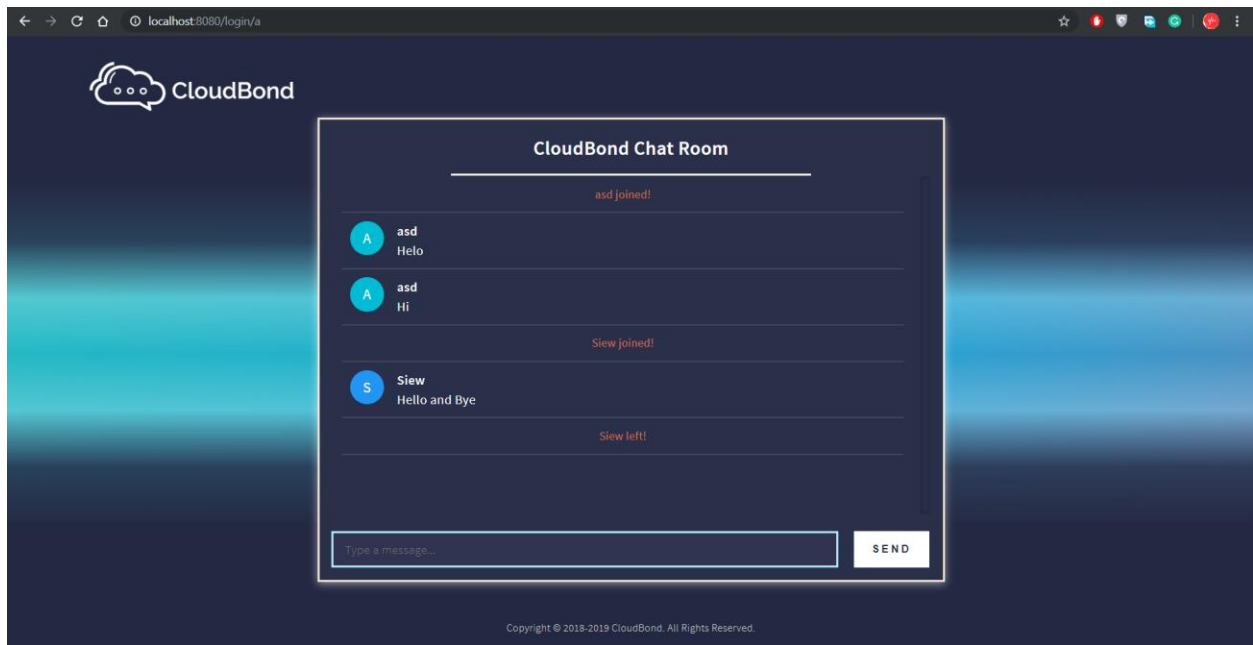 localhost:8080/login/a
CloudBond
CloudBond Chat Room
asd joined!
A
asd
Helo
A
asd
Hi
Siew joined!
S
Siew
Hello and Bye
Siew left!
Type a message...
SEND
Copyright © 2018-2019 CloudBond. All Rights Reserved.